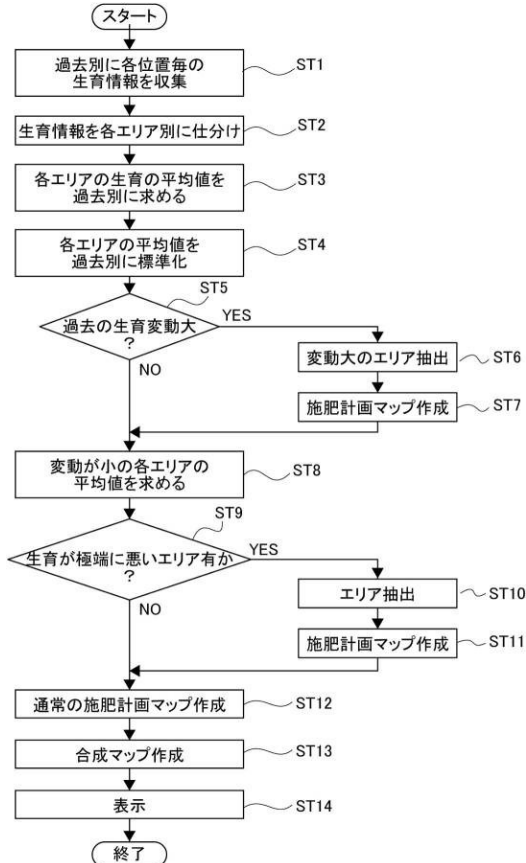 スタート
過去別に各位置毎の
生育情報を収集
ST1
生育情報を各エリア別に仕分け
ST2
各エリアの生育の平均値を
過去別に求める
ST3
各エリアの平均値を
過去別に標準化
ST4
ST5
過去の生育変動大
?
YES
NO
変動大のエリア抽出
ST6
施肥計画マップ作成
ST7
変動が小の各エリアの
平均値を求める
ST8
ST9
生育が極端に悪いエリア有か
?
YES
NO
エリア抽出
ST10
施肥計画マップ作成
ST11
通常の施肥計画マップ作成
ST12
合成マップ作成
ST13
表示
ST14
終了